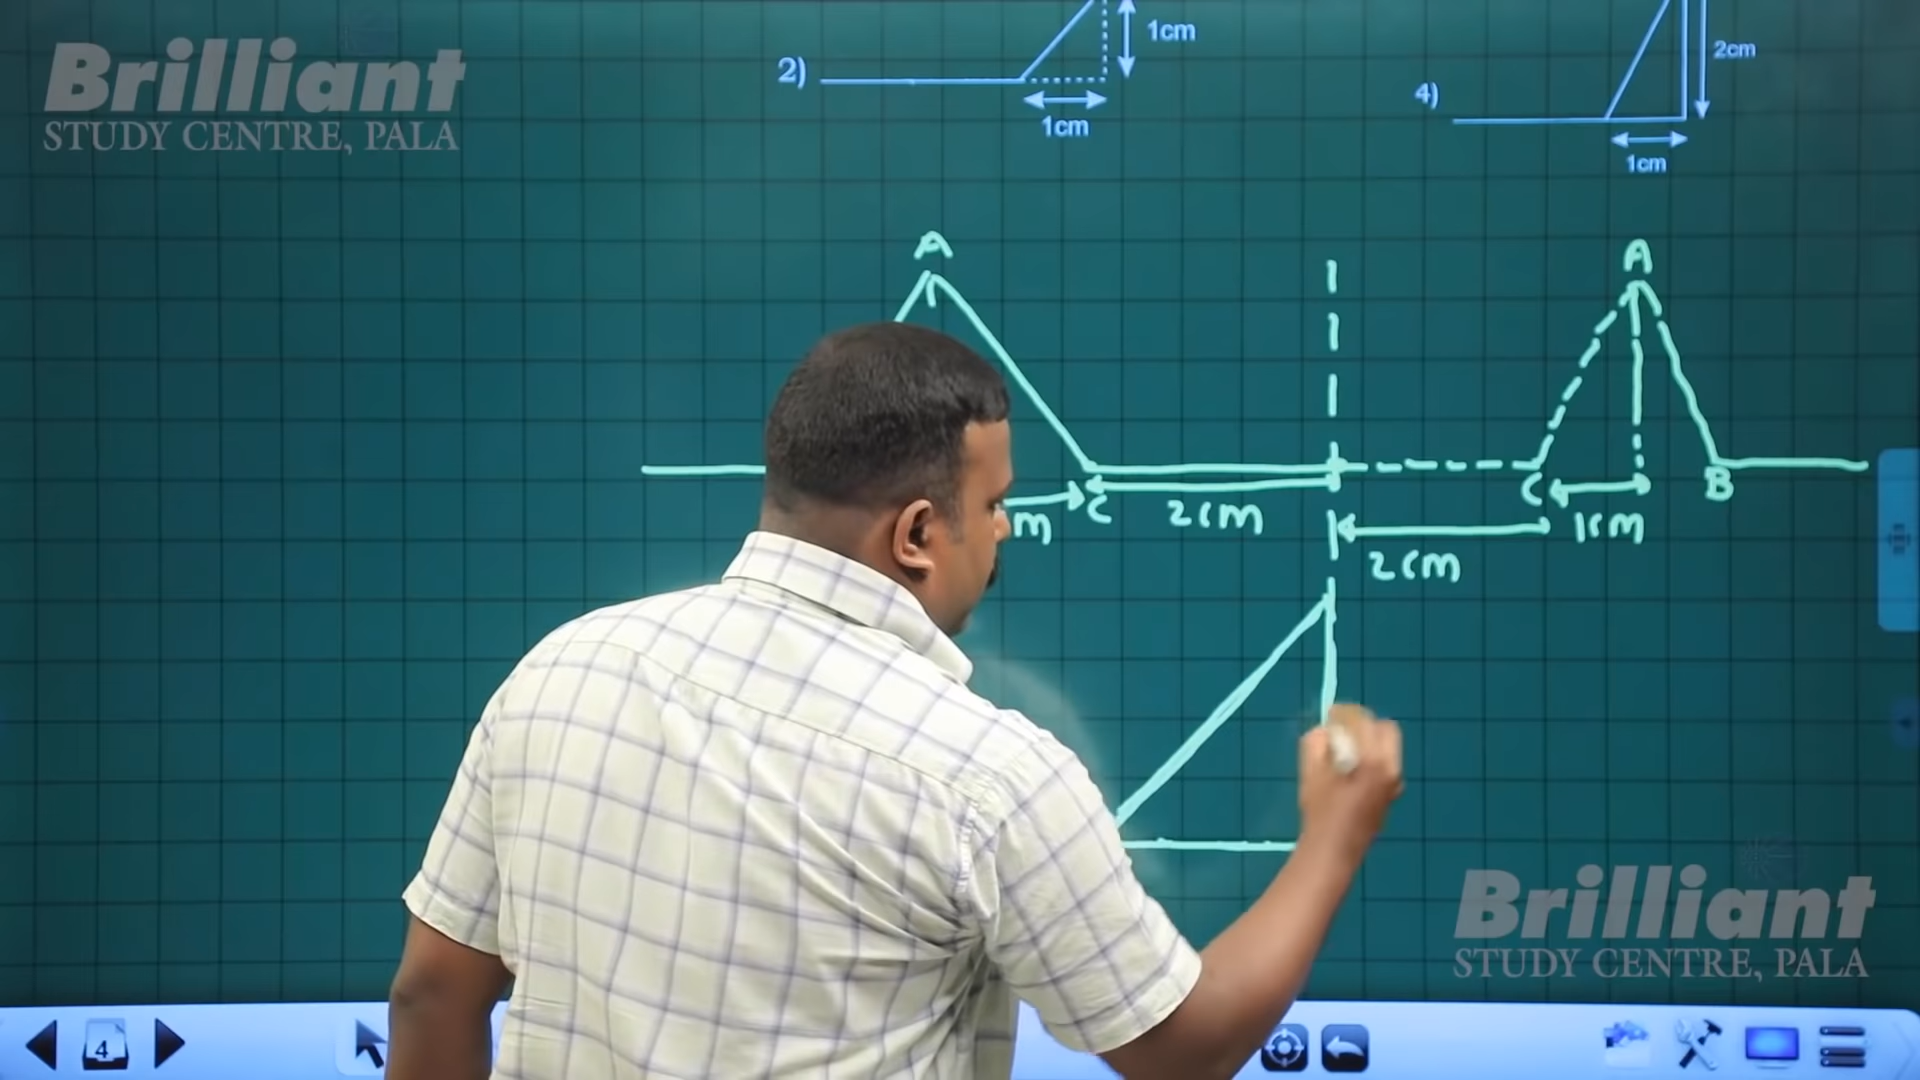 Brilliant
STUDY CENTRE, PALA
2)
1cm
1cm
4)
2cm
1cm
A
A
m
C
2cm
C
1cm
B
2cm
Brilliant
STUDY CENTRE, PALA
4